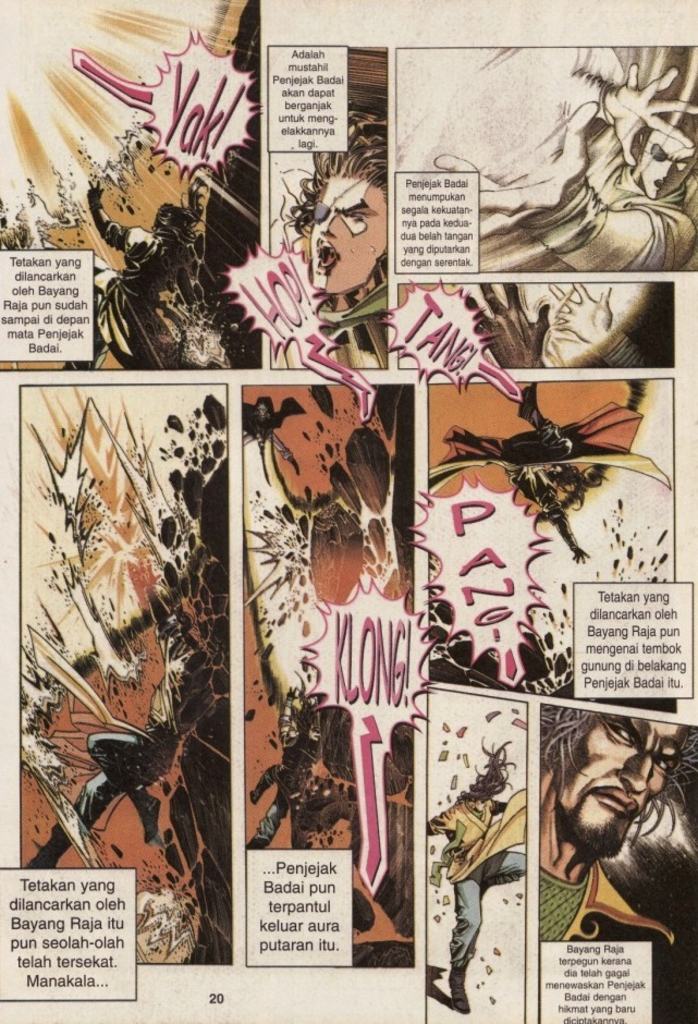 Yak!
Tetakan yang
dilancarkan
oleh Bayang
Raja pun sudah
sampai di depan
mata Penjejak
Badai.
Adalah
mustahil
Penjejak Badai
akan dapat
berganjak
untuk meng-
elakkannya
lagi.
HOP!
Penjejak Badai
menumpukan
segala kekuatan-
nya pada kedua-
dua belah tangan
yang diputarkan
dengan serentak.
TANG!
Tetakan yang
dilancarkan oleh
Bayang Raja itu
pun seolah-olah
telah tersekat.
Manakala...
KLONG!
...Penjejak
Badai pun
terpantul
keluar aura
putaran itu.
PANG!
Tetakan yang
dilancarkan oleh
Bayang Raja pun
mengenai tembok
gunung di belakang
Penjejak Badai itu.
Bayang Raja
terpegun kerana
dia telah gagal
menewaskan Penjejak
Badai dengan
hikmat yang baru
diciptakannya.
20